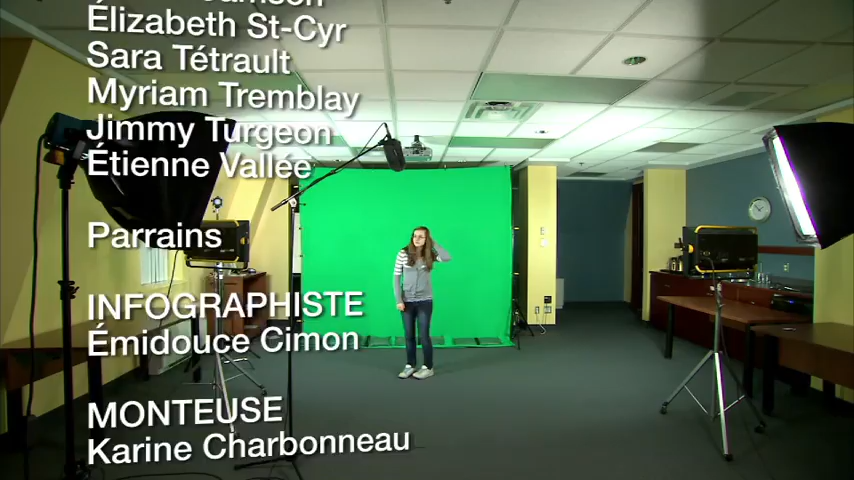 Élizabeth St-Cyr
Sara Tétrault
Myriam Tremblay
Jimmy Turgeon
Étienne Vallée
Parrains
INFOGRAPHISTE
Émidouce Cimon
MONTEUSE
Karine Charbonneau